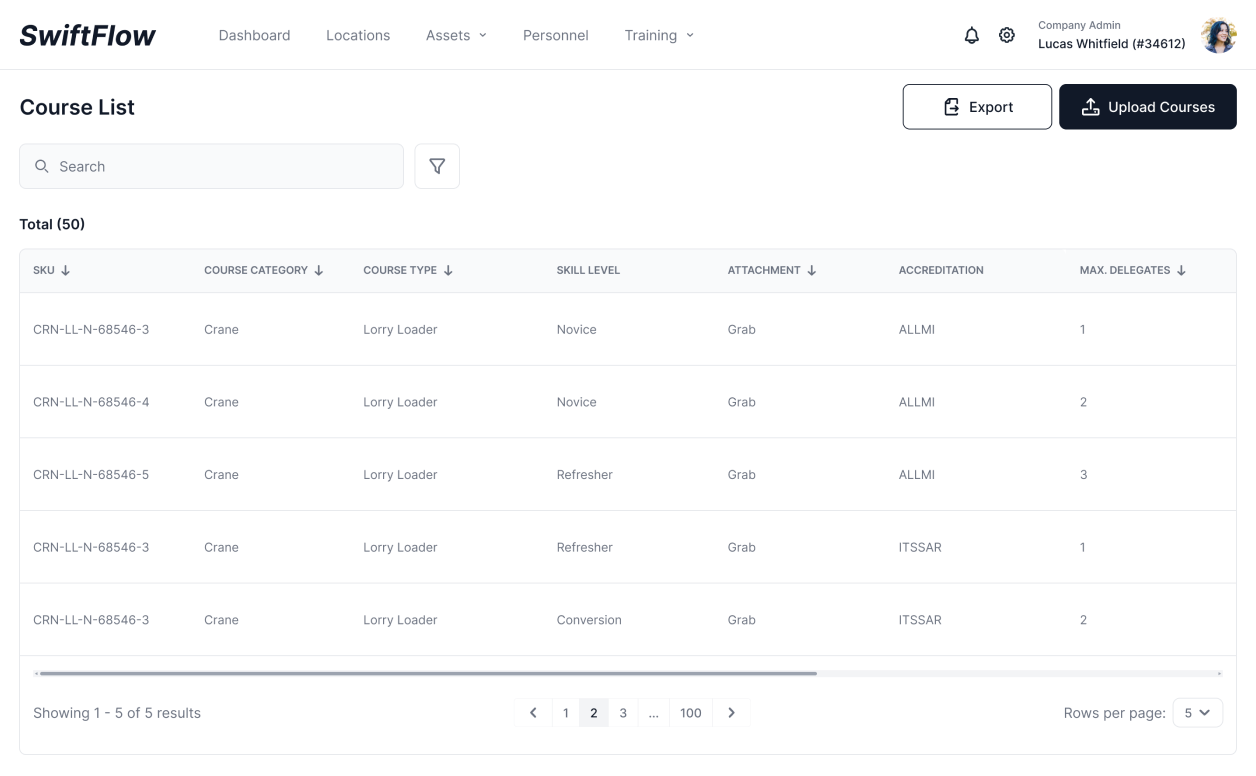 SwiftFlow Dashboard Locations Assets Personnel Training Company Admin
Lucas Whitfield (#34612)
Course List Export Upload Courses
Search
Total (50)
SKU COURSE CATEGORY COURSE TYPE SKILL LEVEL ATTACHMENT ACCREDITATION MAX. DELEGATES
CRN-LL-N-68546-3 Crane Lorry Loader Novice Grab ALLMI 1
CRN-LL-N-68546-4 Crane Lorry Loader Novice Grab ALLMI 2
CRN-LL-N-68546-5 Crane Lorry Loader Refresher Grab ALLMI 3
CRN-LL-N-68546-3 Crane Lorry Loader Refresher Grab ITSSAR 1
CRN-LL-N-68546-3 Crane Lorry Loader Conversion Grab ITSSAR 2
Showing 1 - 5 of 5 results 1 2 3 ... 100 Rows per page: 5